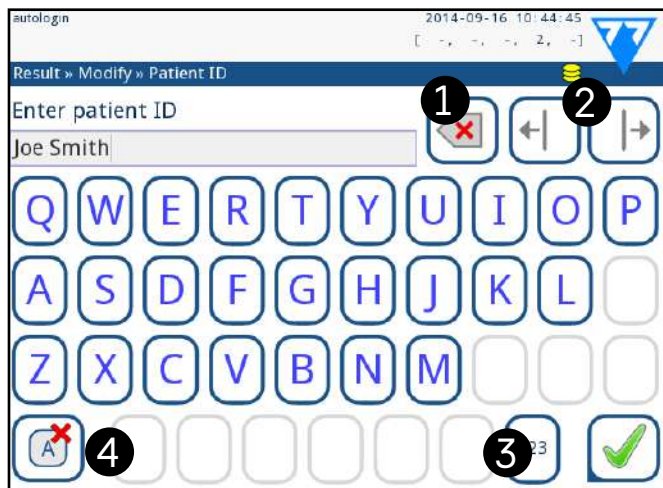 autologin
2014-09-16 10:44:45
[ -, -, -, 2, -]
77
Result » Modify » Patient ID
Enter patient ID
1
2
Joe Smith
Q W E R T Y U I O P
A S D F G H J K L
Z X C V B N M
A
4
3
23